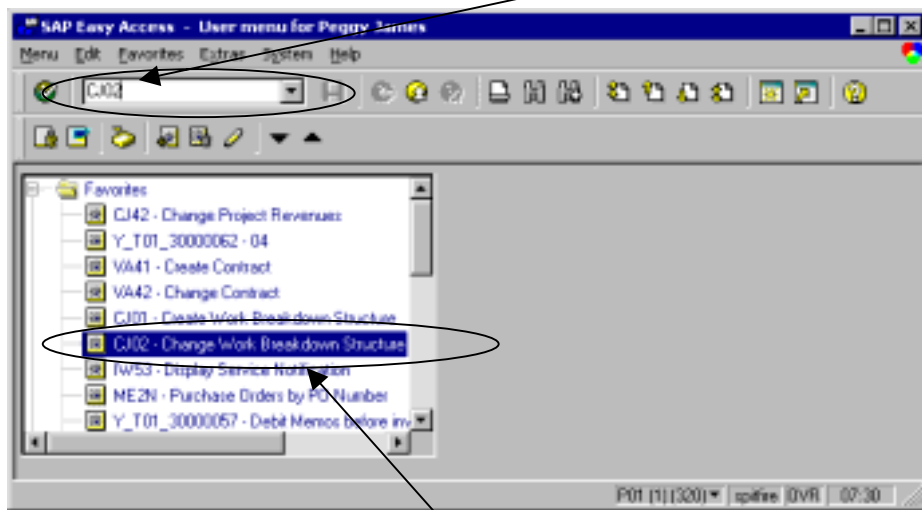 SAP Easy Access - User menu for Peggy James
Menu Edit Favorites Extras System Help
CJ02
Favorites
CJ42 - Change Project Revenues
Y_T01_30000062 - 04
VA41 - Create Contract
VA42 - Change Contract
CJ01 - Create Work Breakdown Structure
CJ02 - Change Work Breakdown Structure
IW53 - Display Service Notification
ME2N - Purchase Orders by PO Number
Y_T01_30000057 - Debit Memos before inv
P01 (1) (320) spitfire OVR 07:30